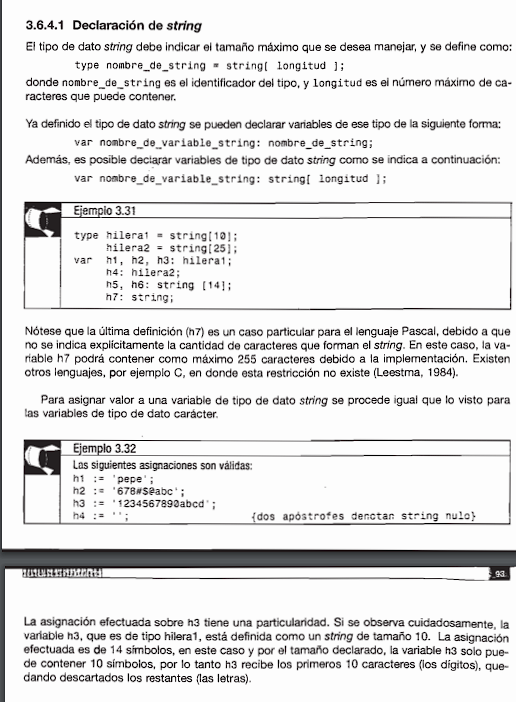 3.6.4.1 Declaración de string
El tipo de dato string debe indicar el tamaño máximo que se desea manejar, y se define como:
type nombre_de_string = string[ longitud ];
donde nombre_de_string es el identificador del tipo, y longitud es el número máximo de ca-
racteres que puede contener.
Ya definido el tipo de dato string se pueden declarar variables de ese tipo de la siguiente forma:
var nombre_de_variable_string: nombre_de_string;
Además, es posible declarar variables de tipo de dato string como se indica a continuación:
var nombre_de_variable_string: string[ longitud ];
Ejemplo 3.31
type hilera1 = string[10];
hilera2 = string[25];
var h1, h2, h3: hilera1;
h4: hilera2;
h5, h6: string [14];
h7: string;
Nótese que la última definición (h7) es un caso particular para el lenguaje Pascal, debido a que
no se indica explícitamente la cantidad de caracteres que forman el string. En este caso, la va-
riable h7 podrá contener como máximo 255 caracteres debido a la implementación. Existen
otros lenguajes, por ejemplo C, en donde esta restricción no existe (Leestma, 1984).
Para asignar valor a una variable de tipo de dato string se procede igual que lo visto para
las variables de tipo de dato carácter.
Ejemplo 3.32
Las siguientes asignaciones son válidas:
h1 := 'pepe';
h2 := '678#$@abc';
h3 := '1234567890abcd';
h4 := ''; {dos apóstrofes denotan string nulo}
93
La asignación efectuada sobre h3 tiene una particularidad. Si se observa cuidadosamente, la
variable h3, que es de tipo hilera1, está definida como un string de tamaño 10. La asignación
efectuada es de 14 símbolos, en este caso y por el tamaño declarado, la variable h3 solo pue-
de contener 10 símbolos, por lo tanto h3 recibe los primeros 10 caracteres (los dígitos), que-
dando descartados los restantes (las letras).